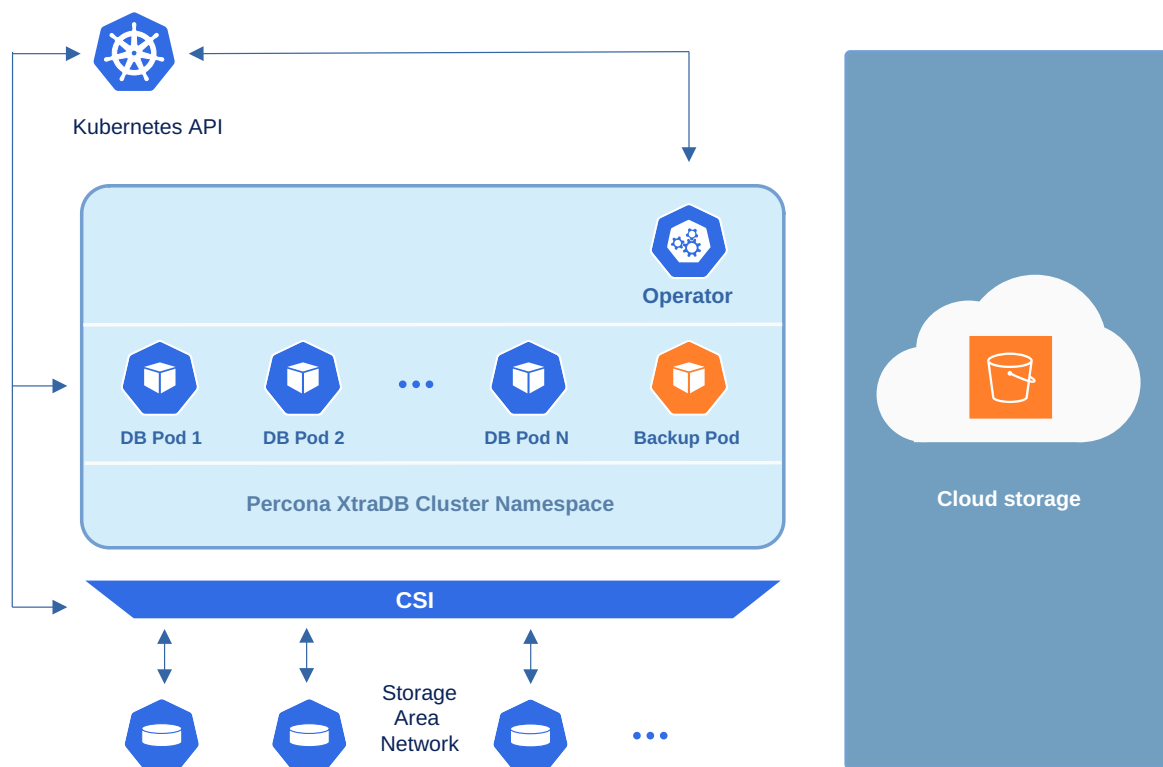 Kubernetes API
Operator
DB Pod 1
DB Pod 2
DB Pod N
Backup Pod
Percona XtraDB Cluster Namespace
Cloud storage
CSI
Storage
Area
Network